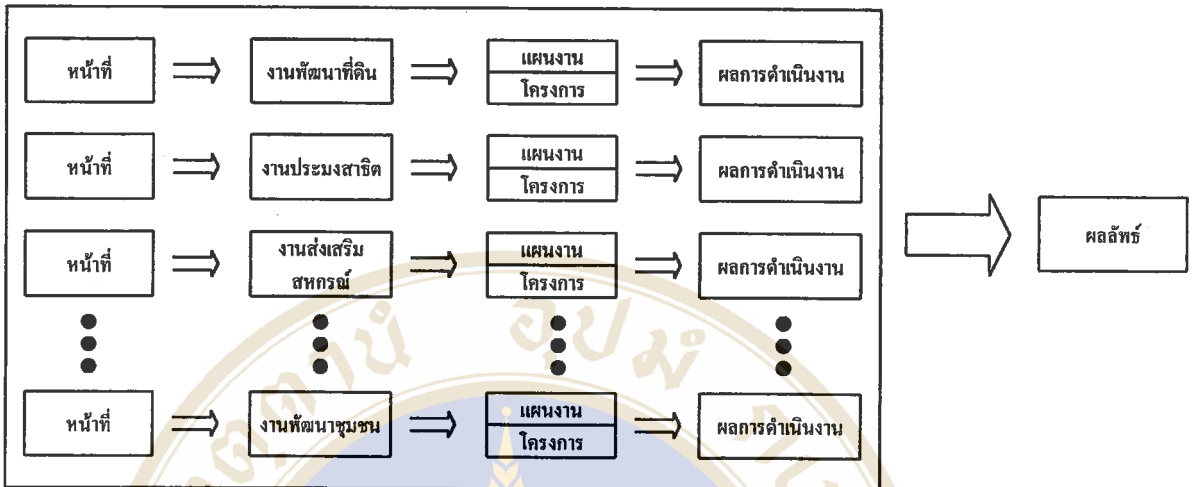 หน้าที่
งานพัฒนาที่ดิน
แผนงาน
โครงการ
ผลการดำเนินงาน
หน้าที่
งานประมงสาธิต
แผนงาน
โครงการ
ผลการดำเนินงาน
หน้าที่
งานส่งเสริม
สหกรณ์
แผนงาน
โครงการ
ผลการดำเนินงาน
หน้าที่
งานพัฒนาชุมชน
แผนงาน
โครงการ
ผลการดำเนินงาน
ผลลัพธ์
อุปมํ